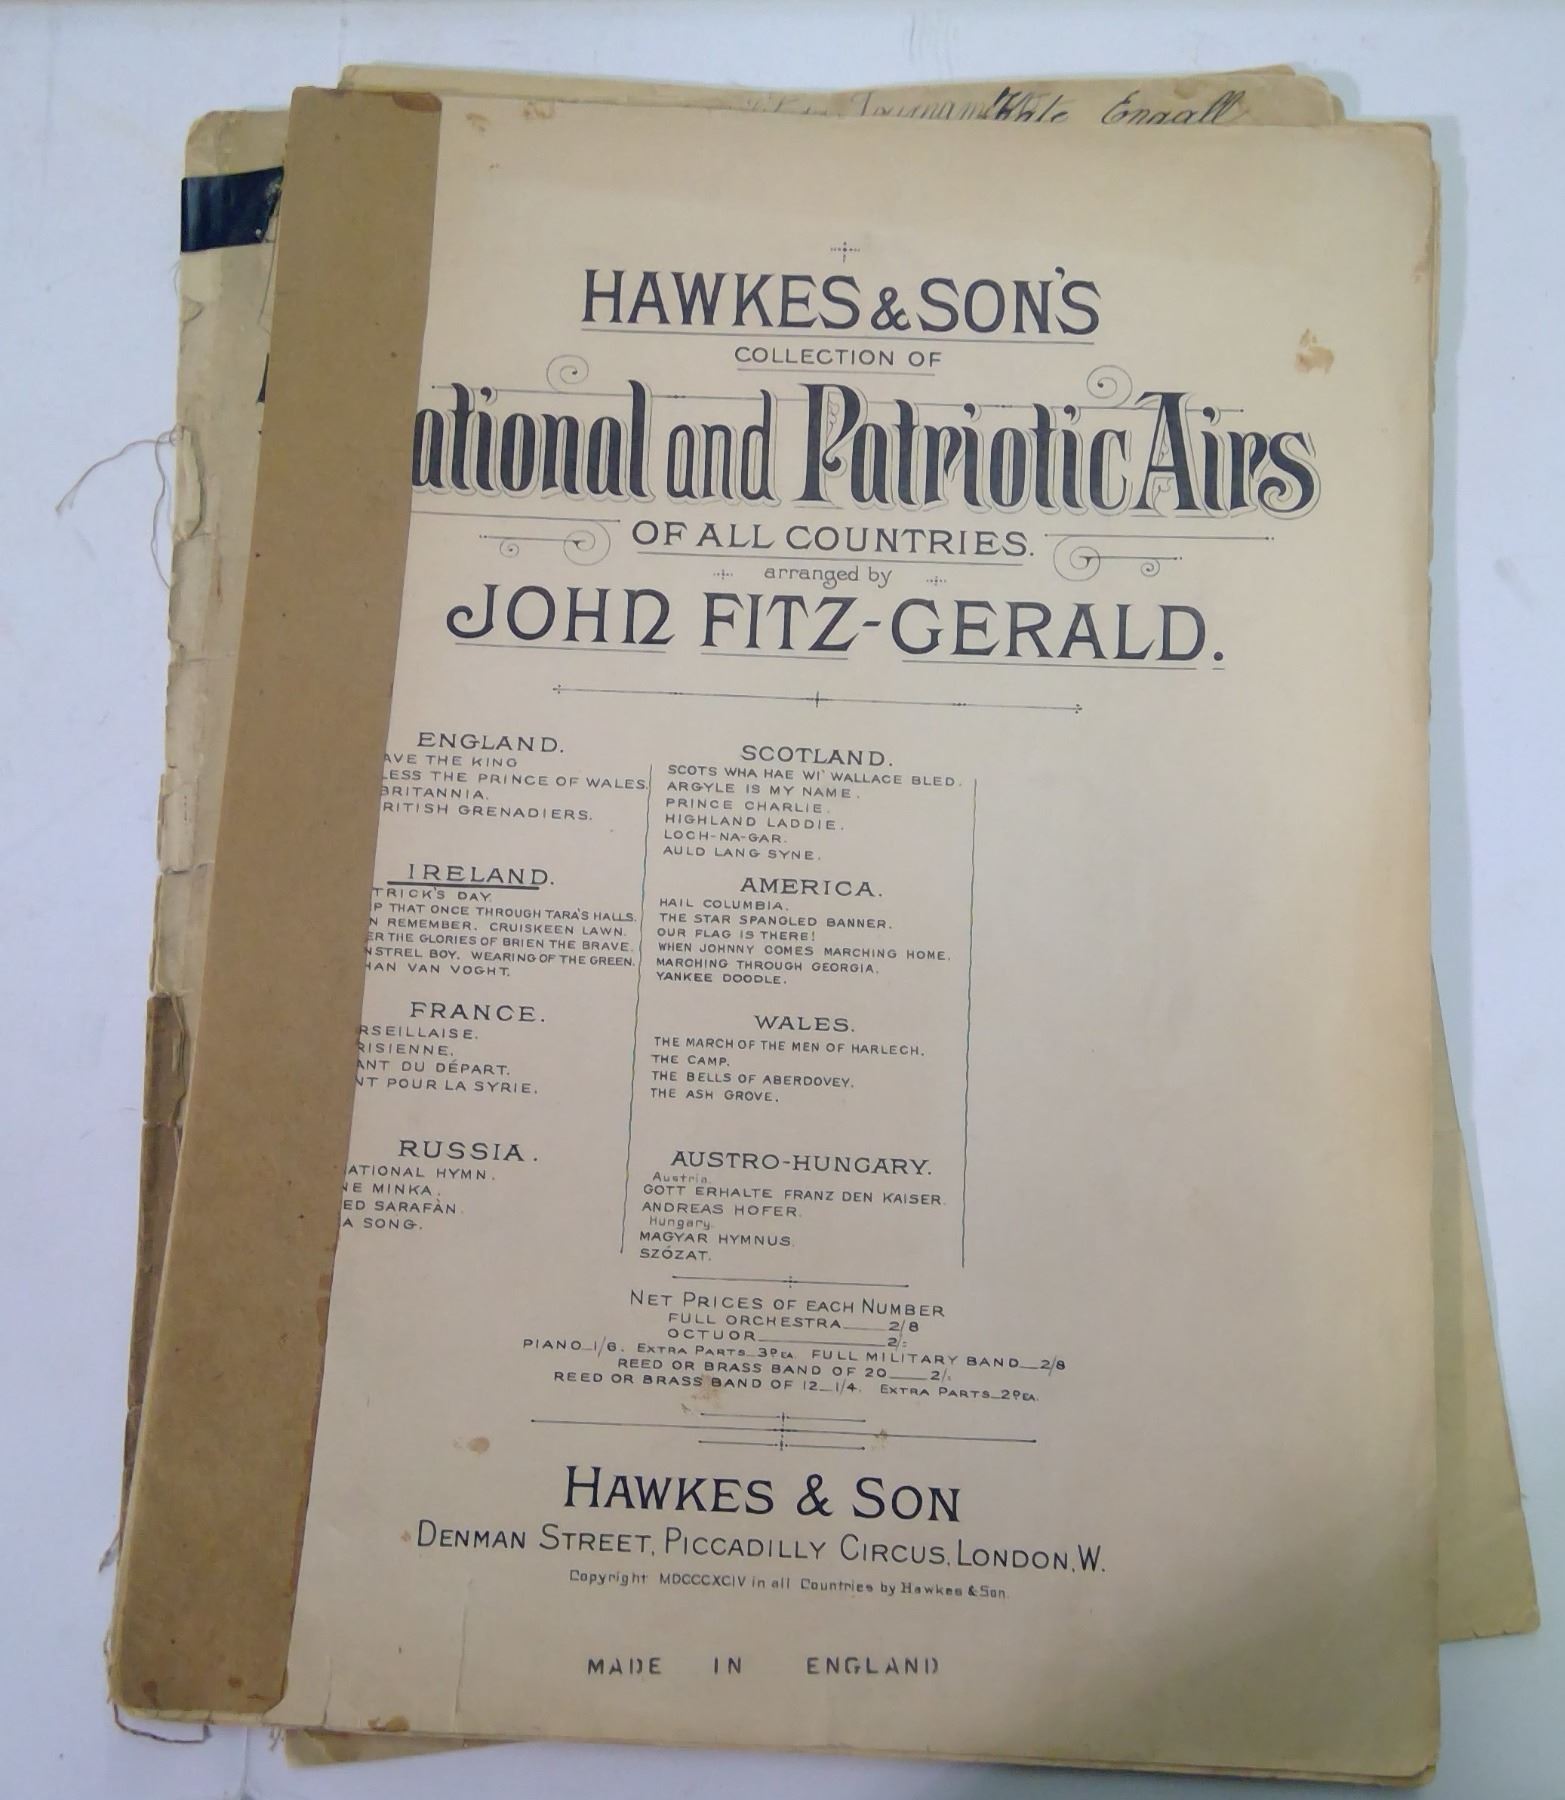 Engall
HAWKES & SON'S
COLLECTION OF
ational and Patriotic Airs
OF ALL COUNTRIES.
arranged by
JOHN FITZ-GERALD.
ENGLAND.
AVE THE KING
LESS THE PRINCE OF WALES.
BRITANNIA.
RITISH GRENADIERS.
IRELAND.
TRICK'S DAY.
P THAT ONCE THROUGH TARA'S HALLS.
N REMEMBER. CRUISKEEN LAWN.
ER THE GLORIES OF BRIEN THE BRAVE.
NSTREL BOY. WEARING OF THE GREEN.
HAN VAN VOGHT.
FRANCE.
RSEILLAISE.
RISIENNE.
ANT DU DÉPART.
NT POUR LA SYRIE.
RUSSIA.
ATIONAL HYMN.
NE MINKA.
ED SARAFÀN.
A SONG.
SCOTLAND.
SCOTS WHA HAE WI' WALLACE BLED.
ARGYLE IS MY NAME.
PRINCE CHARLIE.
HIGHLAND LADDIE.
LOCH-NA-GAR.
AULD LANG SYNE.
AMERICA.
HAIL COLUMBIA.
THE STAR SPANGLED BANNER.
OUR FLAG IS THERE!
WHEN JOHNNY COMES MARCHING HOME.
MARCHING THROUGH GEORGIA.
YANKEE DOODLE.
WALES.
THE MARCH OF THE MEN OF HARLECH.
THE CAMP.
THE BELLS OF ABERDOVEY.
THE ASH GROVE.
AUSTRO-HUNGARY.
Austria.
GOTT ERHALTE FRANZ DEN KAISER.
ANDREAS HOFER.
Hungary.
MAGYAR HYMNUS.
SZÓZAT.
NET PRICES OF EACH NUMBER
FULL ORCHESTRA 2/8
OCTUOR 2/-
PIANO 1/6. EXTRA PARTS 3D EA. FULL MILITARY BAND 2/8
REED OR BRASS BAND OF 20 2/-
REED OR BRASS BAND OF 12 1/4. EXTRA PARTS 2D EA.
HAWKES & SON
DENMAN STREET, PICCADILLY CIRCUS, LONDON, W.
Copyright MDCCCXCIV in all Countries by Hawkes & Son.
MADE IN ENGLAND